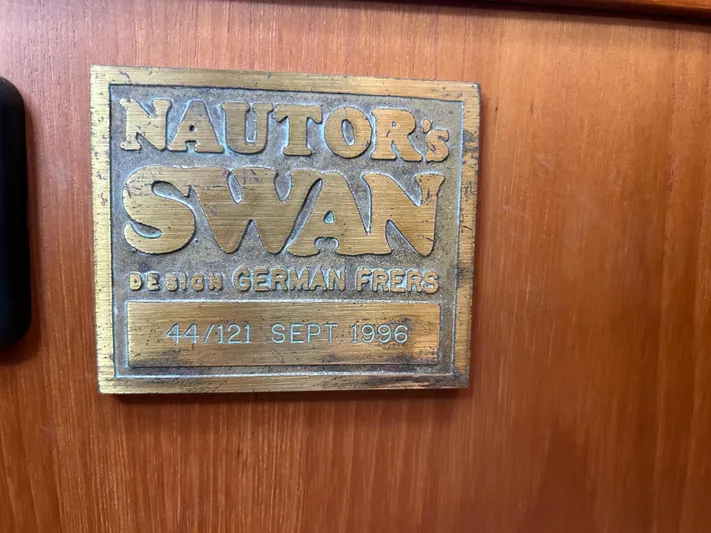 NAUTOR's
SWAN
DESIGN GERMAN FRERS
44/121 SEPT. 1996